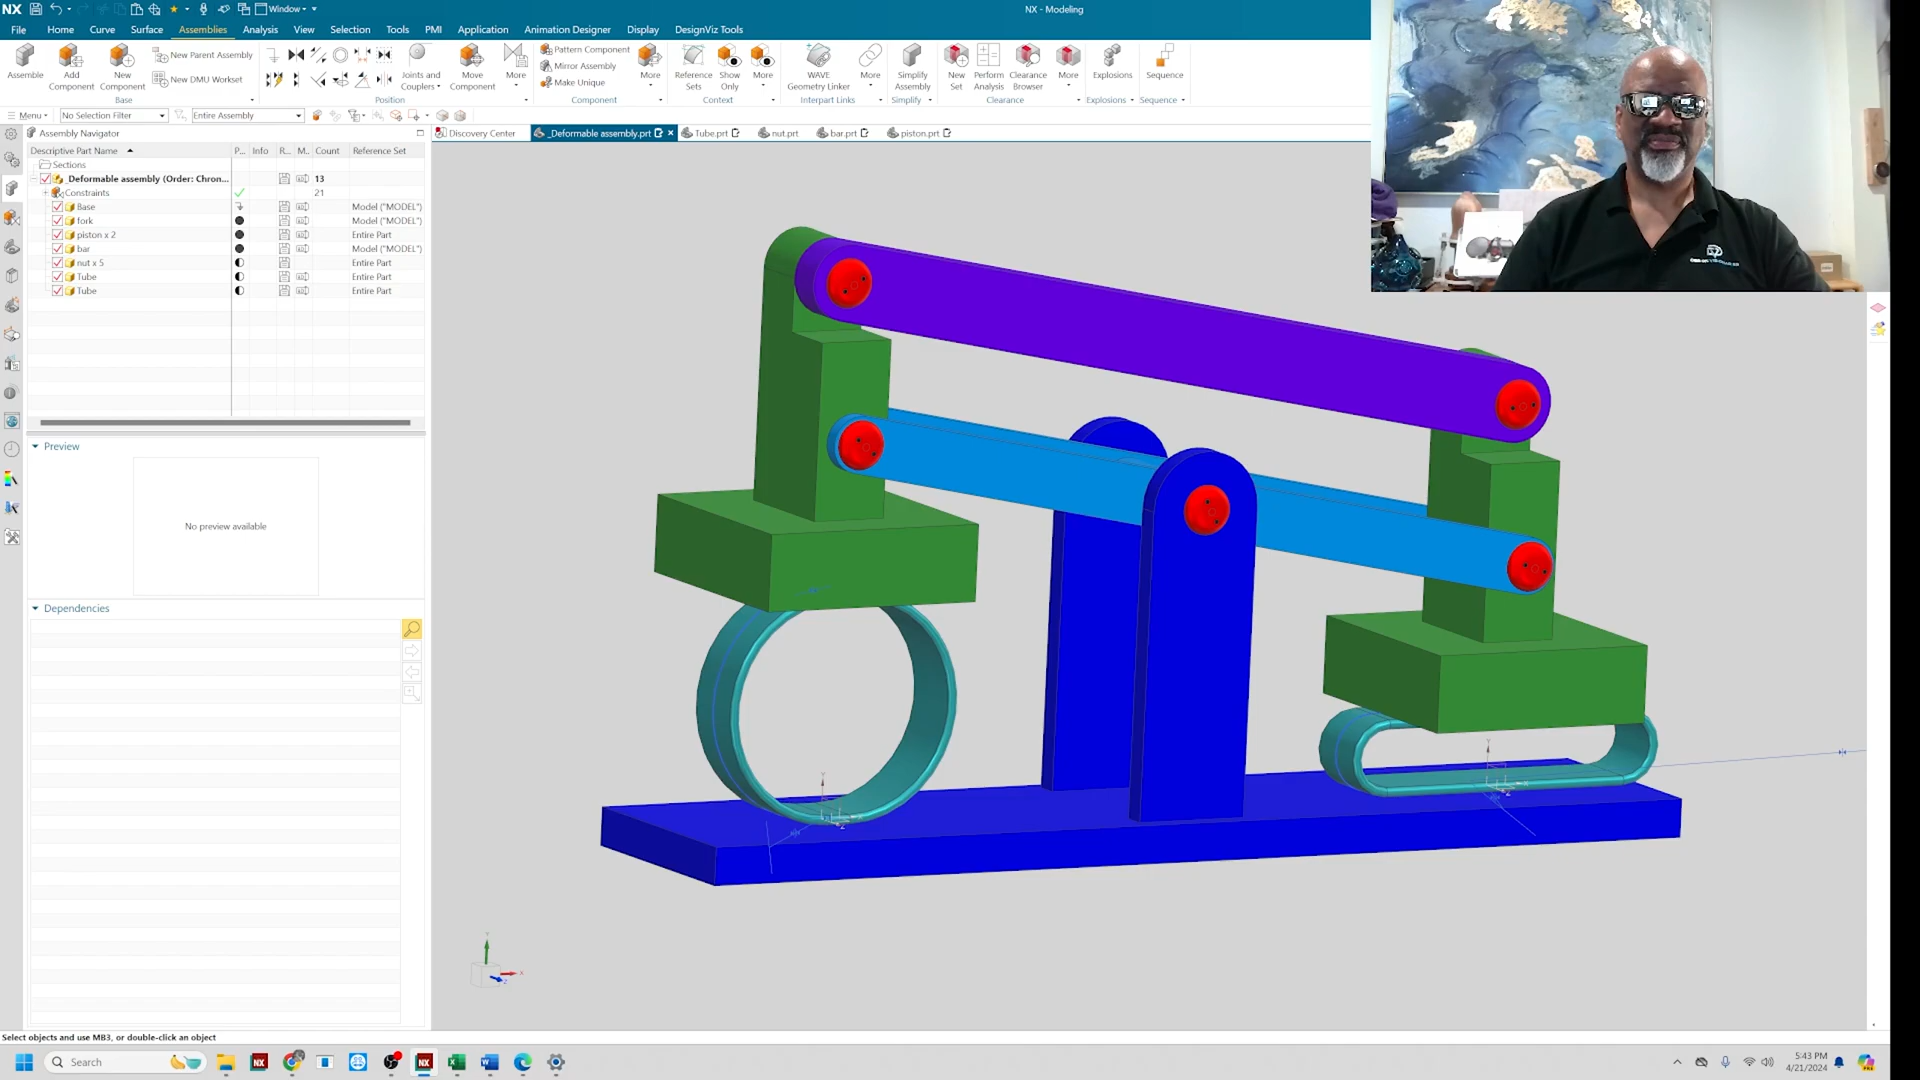 NX
Window
NX - Modeling
File Home Curve Surface Assemblies Analysis View Selection Tools PMI Application Animation Designer Display DesignViz Tools
Assemble
Add Component
New Component
New Parent Assembly
New DMU Workset
Base
Joints and Couplers
Move Component
More
Position
Pattern Component
Mirror Assembly
Make Unique
More
Component
Reference Sets
Show Only
More
Context
WAVE Geometry Linker
More
Interpart Links
Simplify Assembly
Simplify
New Set
Perform Analysis
Clearance Browser
More
Clearance
Explosions
Explosions
Sequence
Sequence
Menu
No Selection Filter
Entire Assembly
Assembly Navigator
Discovery Center
_Deformable assembly.prt
Tube.prt
nut.prt
bar.prt
piston.prt
Descriptive Part Name P... Info R... M.. Count Reference Set
Sections
_Deformable assembly (Order: Chron... 13
Constraints 21
Base Model ("MODEL")
fork Model ("MODEL")
piston x 2 Entire Part
bar Model ("MODEL")
nut x 5 Entire Part
Tube Entire Part
Tube Entire Part
Preview
No preview available
Dependencies
Select objects and use MB3, or double-click an object
Search
5:43 PM
4/21/2024